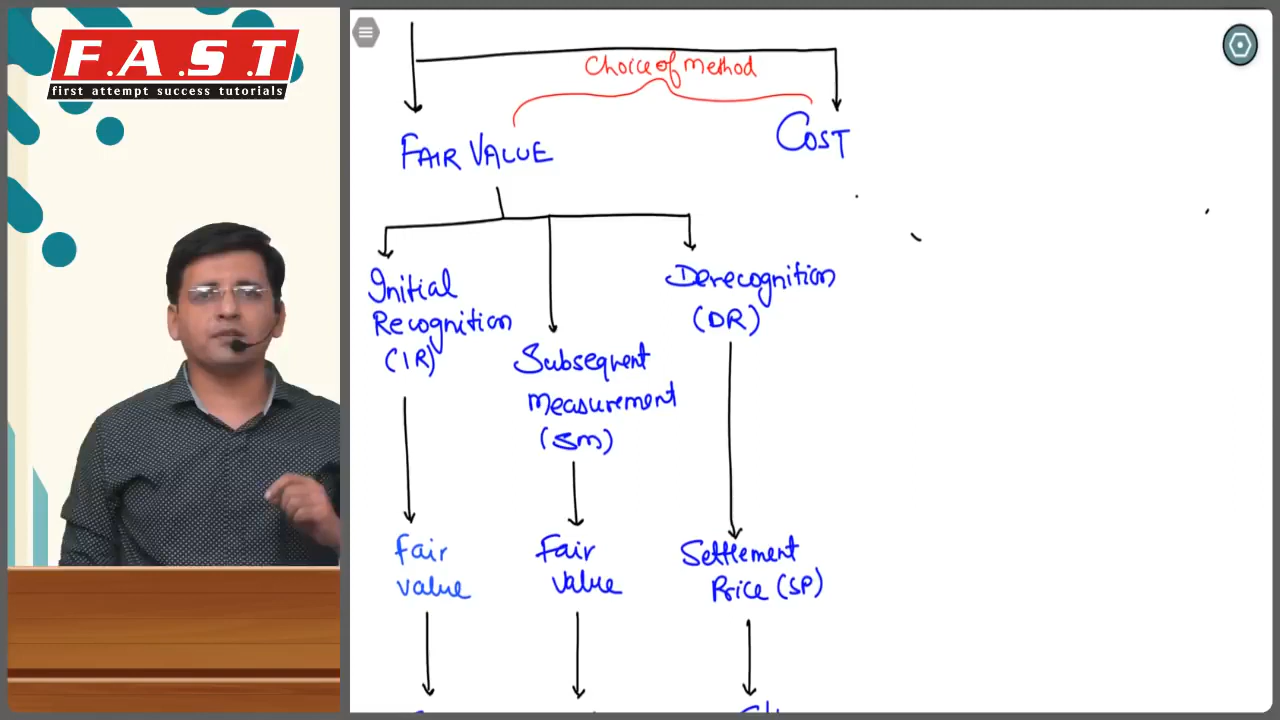 F.A.S.T
first attempt success tutorials
Choice of method
FAIR VALUE
COST
Initial
Recognition
(IR)
Subsequent
measurement
(SM)
Derecognition
(DR)
Fair
value
Fair
Value
Settlement
Price (SP)